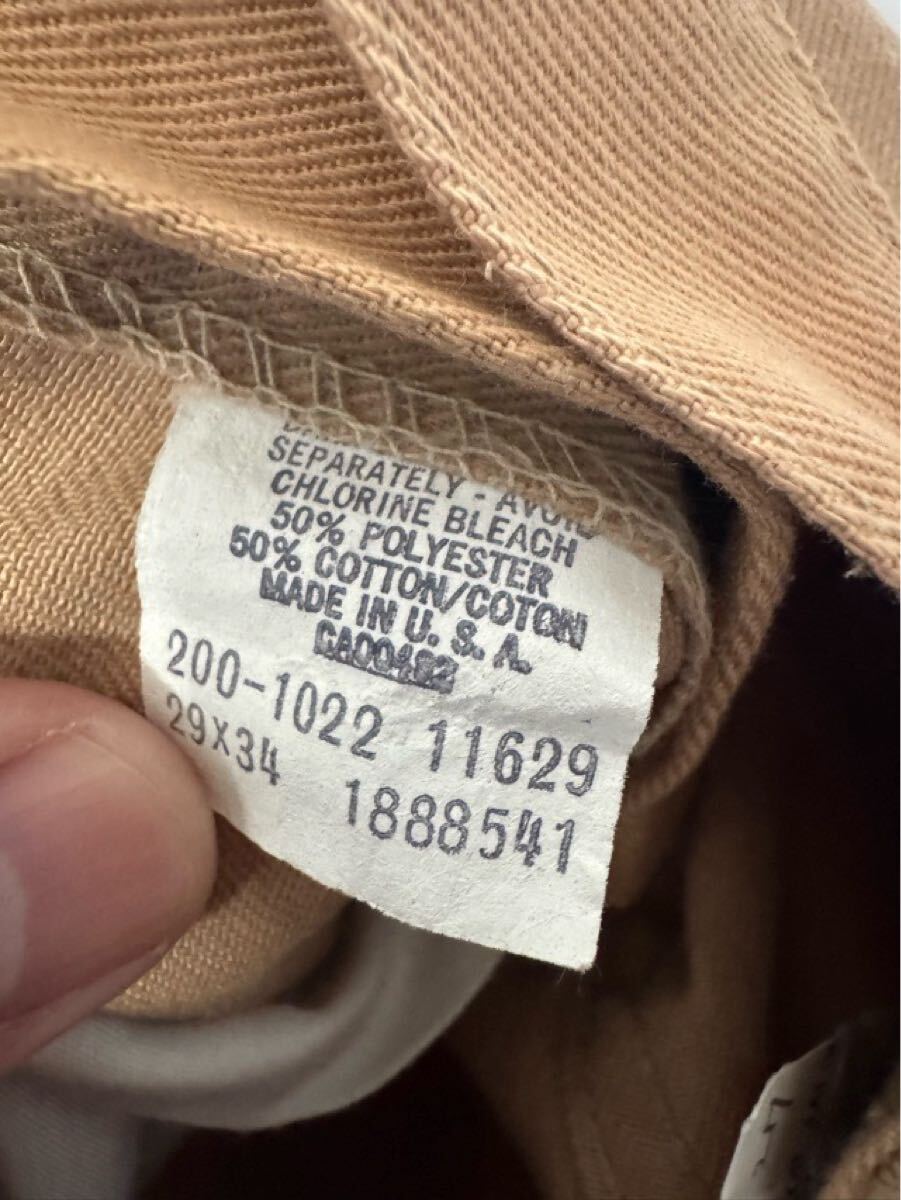 SEPARATELY - AVOID
CHLORINE BLEACH
50% POLYESTER
50% COTTON/COTON
MADE IN U. S. A.
CA00482
200-1022 11629
29X34 1888541